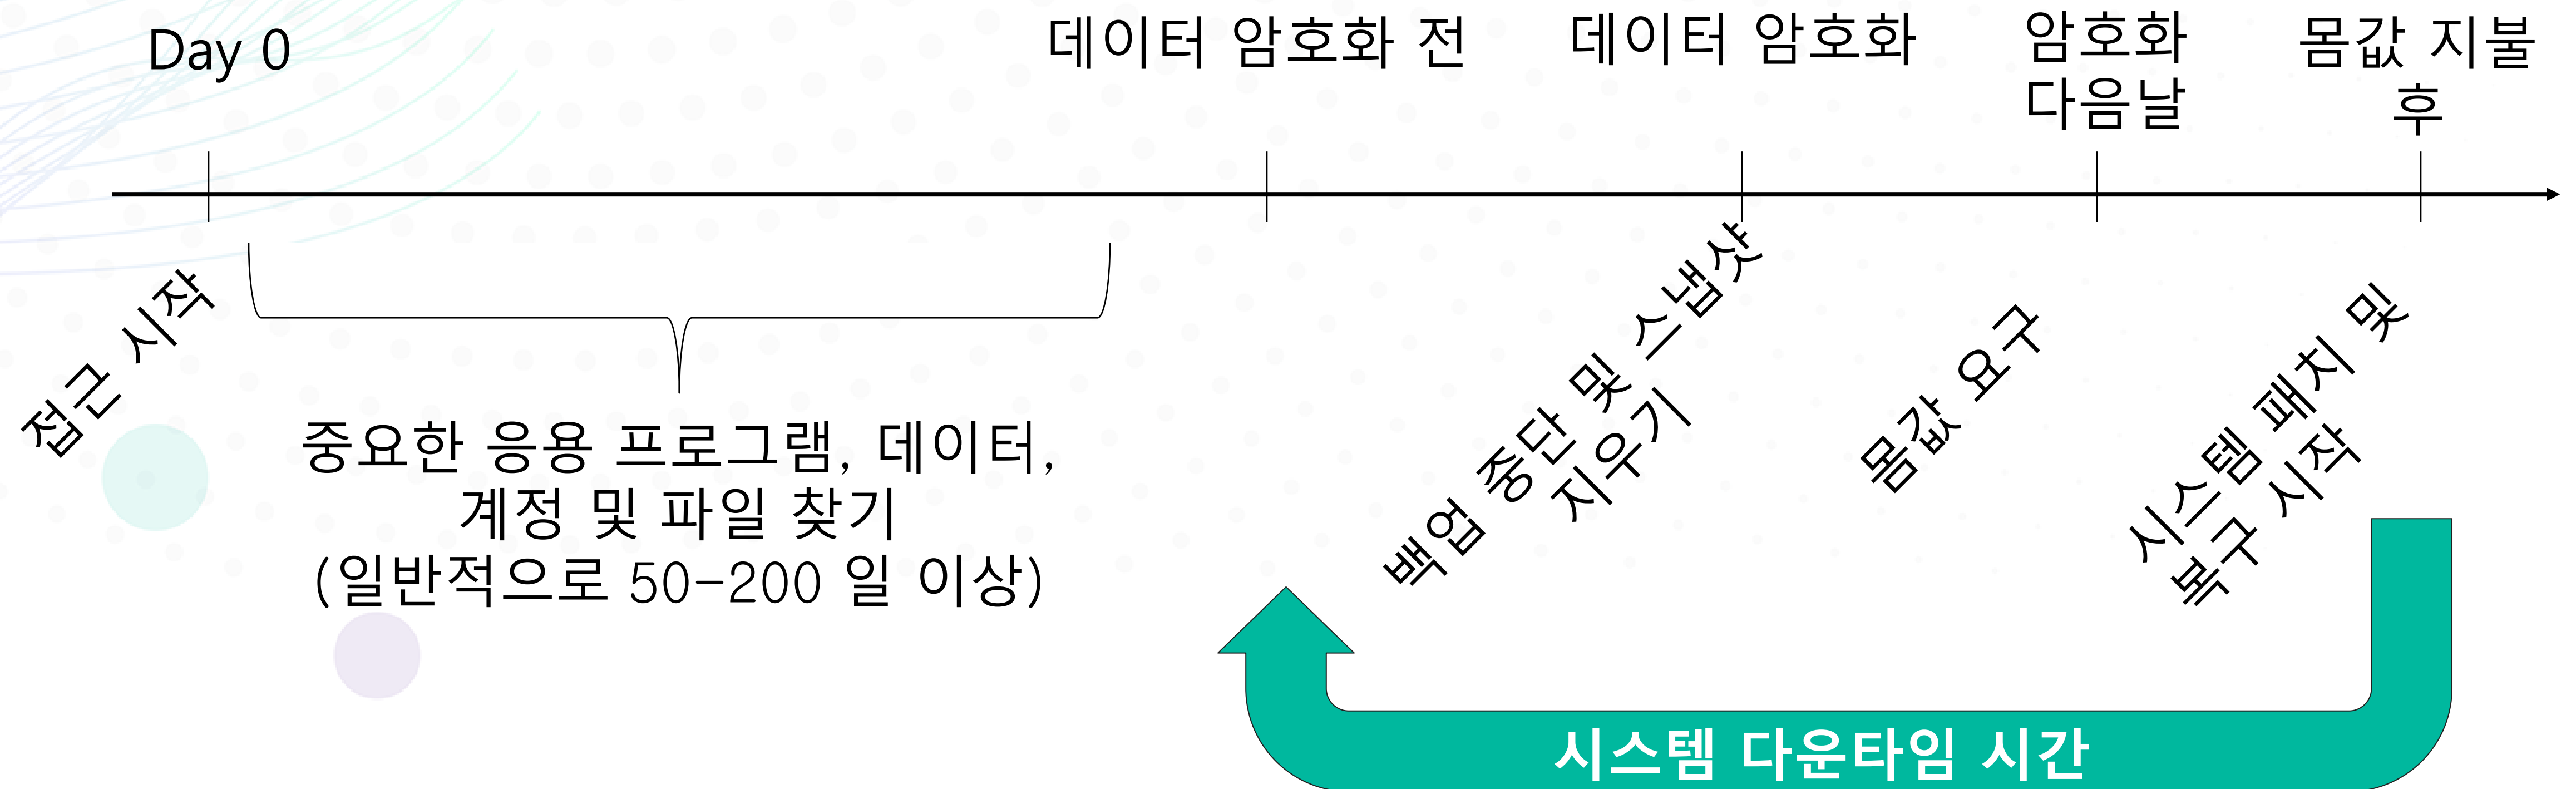 Day 0
데이터 암호화 전
데이터 암호화
암호화
다음날
몸값 지불
후
접근 시작
중요한 응용 프로그램, 데이터,
계정 및 파일 찾기
(일반적으로 50-200 일 이상)
백업 중단 및 스냅샷
지우기
몸값 요구
시스템 패치 및
복구 시작
시스템 다운타임 시간